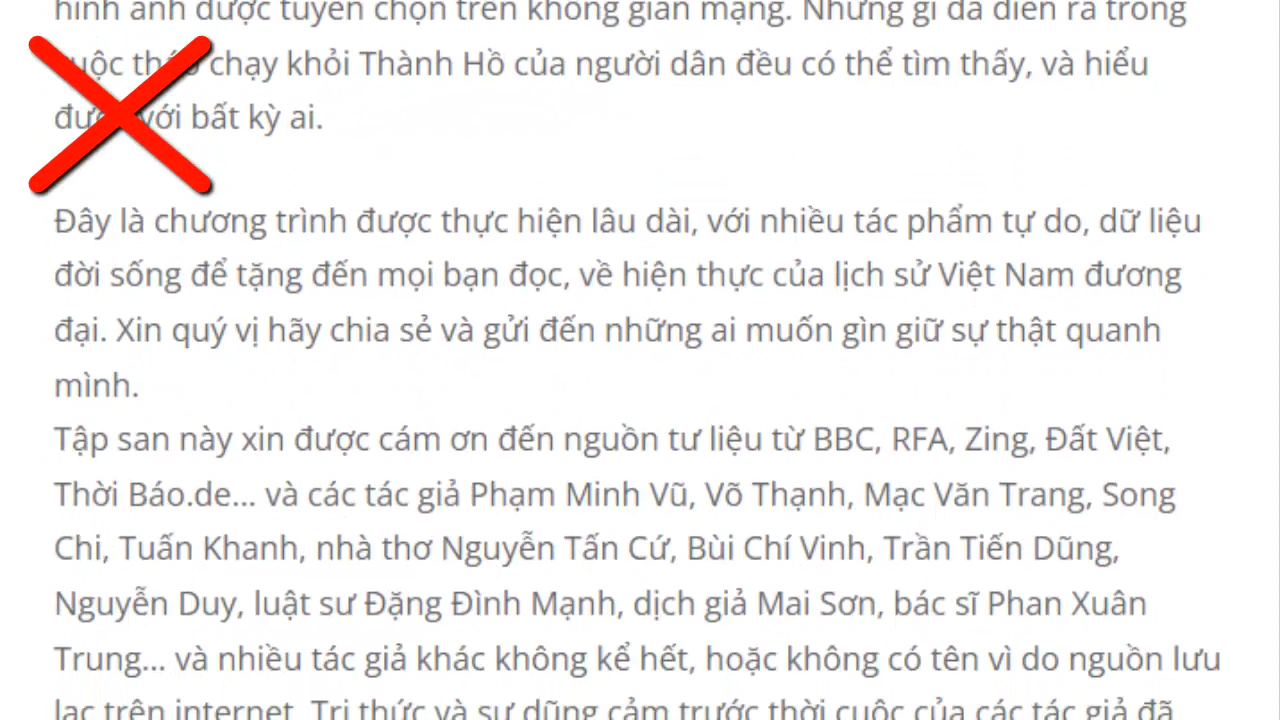 hình ảnh được tuyển chọn trên không gian mạng. Những gì đã diễn ra trong
chạy khỏi Thành Hồ của người dân đều có thể tìm thấy, và hiểu
với bất kỳ ai.
Đây là chương trình được thực hiện lâu dài, với nhiều tác phẩm tự do, dữ liệu
đời sống để tặng đến mọi bạn đọc, về hiện thực của lịch sử Việt Nam đương
đại. Xin quý vị hãy chia sẻ và gửi đến những ai muốn gìn giữ sự thật quanh
mình.
Tập san này xin được cám ơn đến nguồn tư liệu từ BBC, RFA, Zing, Đất Việt,
Thời Báo.de... và các tác giả Phạm Minh Vũ, Võ Thạnh, Mạc Văn Trang, Song
Chi, Tuấn Khanh, nhà thơ Nguyễn Tấn Cứ, Bùi Chí Vinh, Trần Tiến Dũng,
Nguyễn Duy, luật sư Đặng Đình Mạnh, dịch giả Mai Sơn, bác sĩ Phan Xuân
Trung... và nhiều tác giả khác không kể hết, hoặc không có tên vì do nguồn lưu
lạc trên internet. Tri thức và sự dũng cảm trước thời cuộc của các tác giả đã